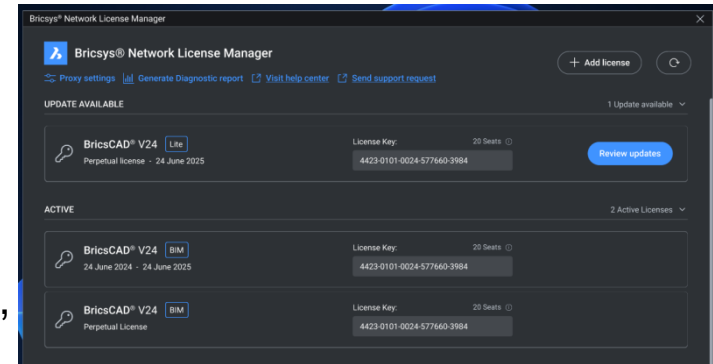 Bricsys® Network License Manager
Bricsys® Network License Manager
Proxy settings Generate Diagnostic report Visit help center Send support request
+ Add license
UPDATE AVAILABLE 1 Update available
BricsCAD® V24 Lite
Perpetual license - 24 June 2025
License Key: 20 Seats
4423-0101-0024-577660-3984
Review updates
ACTIVE 2 Active Licenses
BricsCAD® V24 BIM
24 June 2024 - 24 June 2025
License Key: 20 Seats
4423-0101-0024-577660-3984
BricsCAD® V24 BIM
Perpetual License
License Key: 20 Seats
4423-0101-0024-577660-3984
,